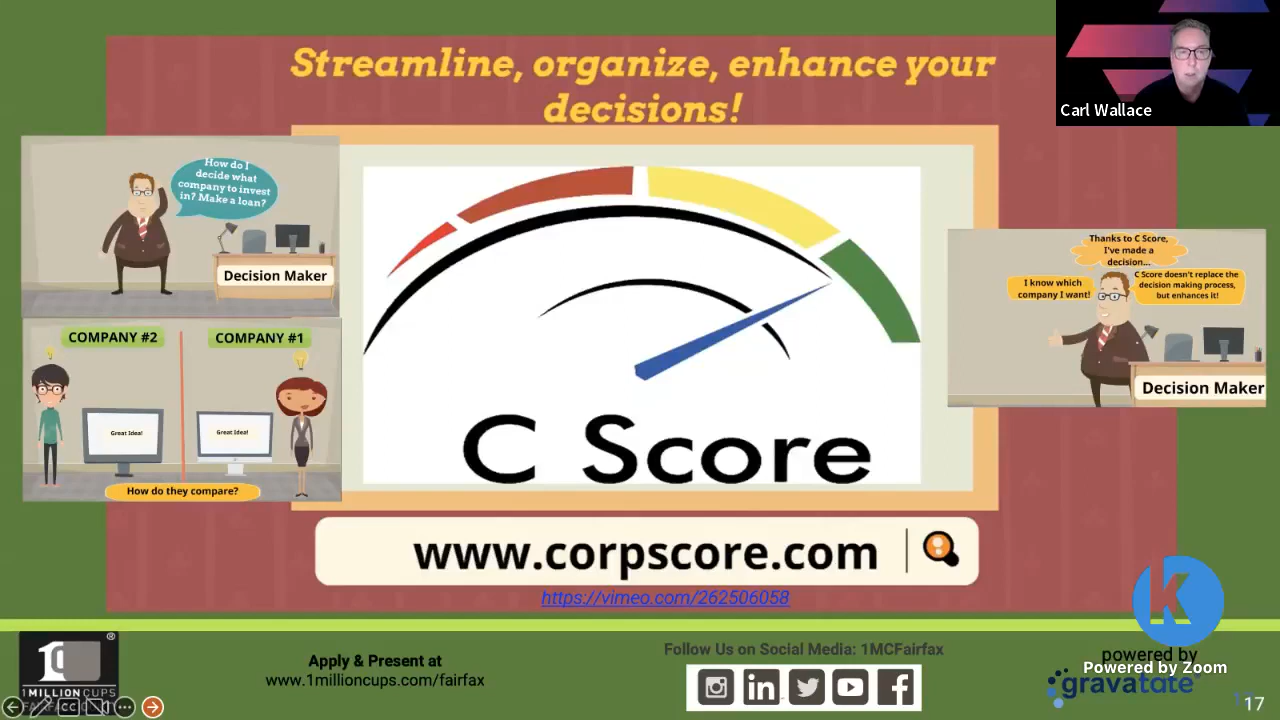 Streamline, organize, enhance your
decisions!
Carl Wallace
How do I
decide what
company to invest
in? Make a loan?
Decision Maker
COMPANY #2
COMPANY #1
Great Idea!
Great Idea!
How do they compare?
C Score
Thanks to C Score,
I've made a
decision...
I know which
company I want!
C Score doesn't replace the
decision making process,
but enhances it!
Decision Maker
www.corpscore.com
https://vimeo.com/262506058
1MILLIONCUPS
Apply & Present at
www.1millioncups.com/fairfax
Follow Us on Social Media: 1MCFairfax
in
K
powered by
Powered by Zoom
gravatate
CC
17